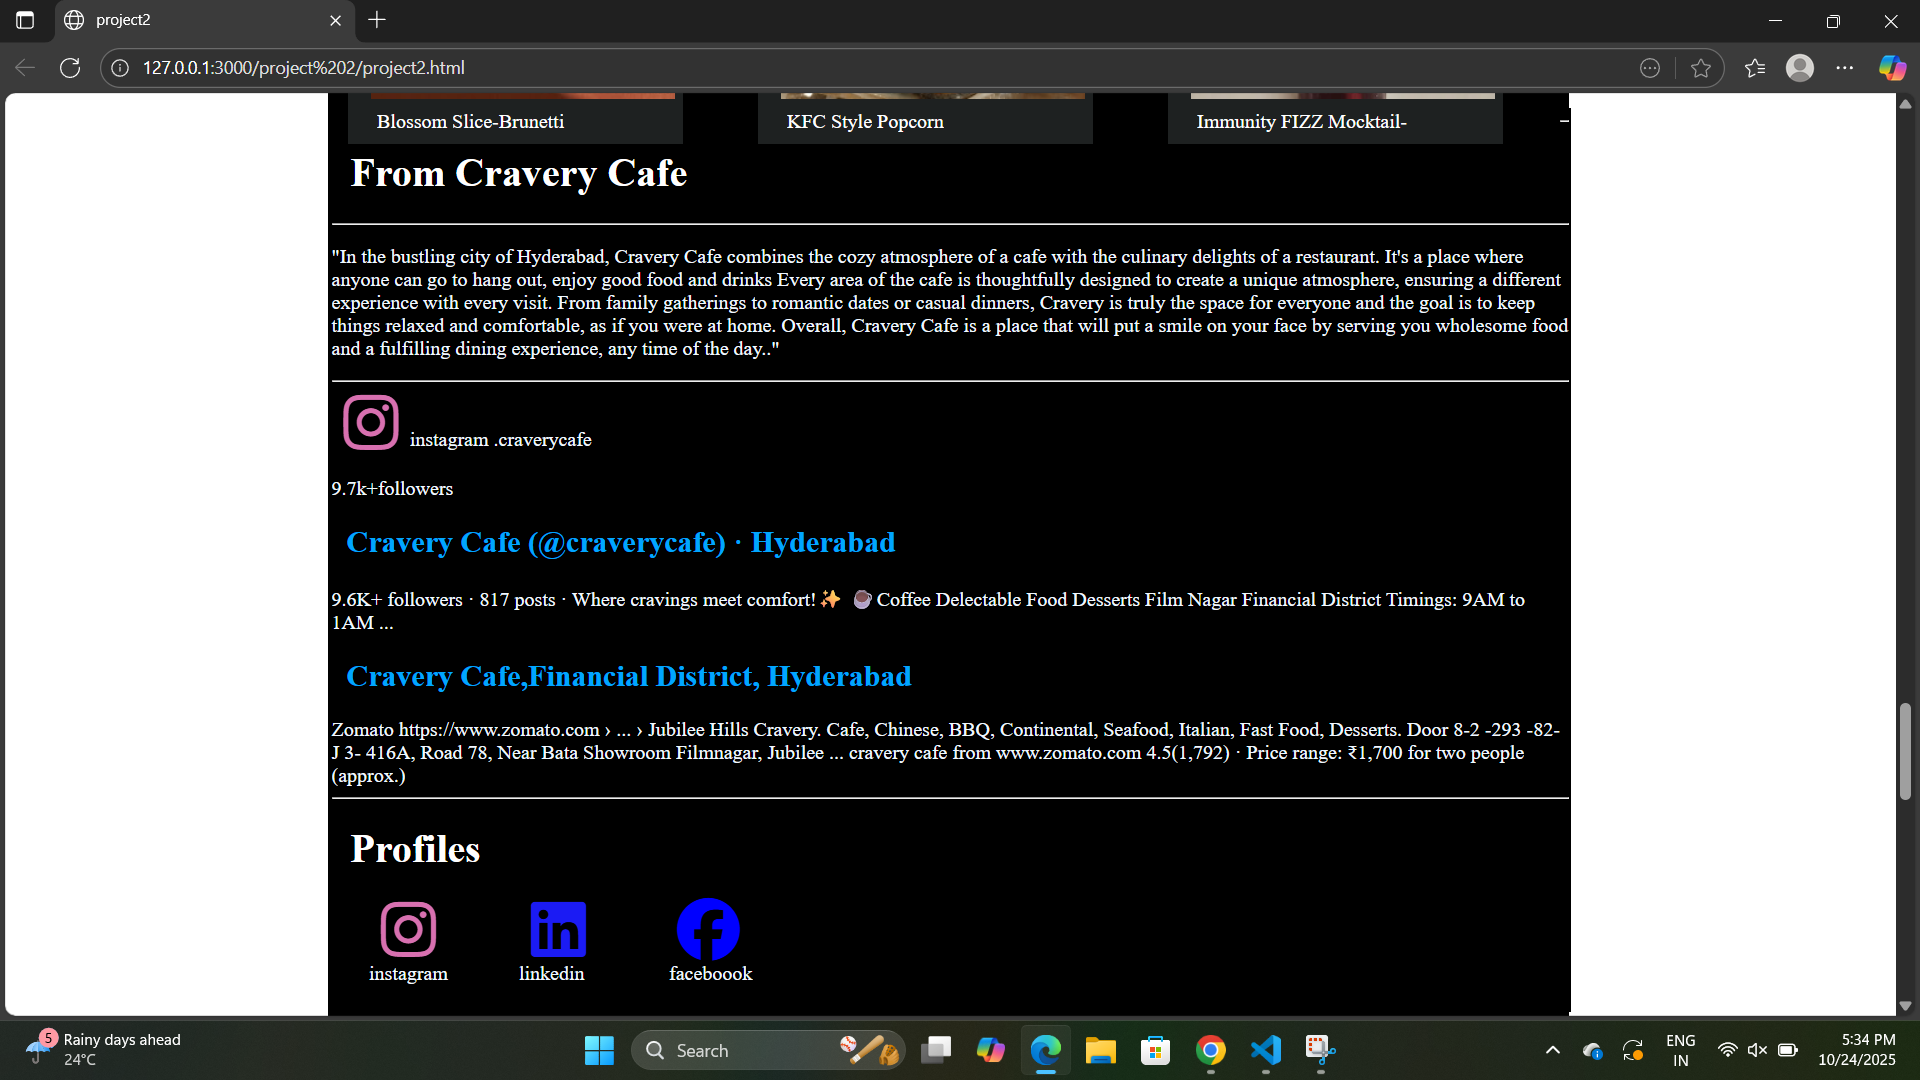 project2
127.0.0.1:3000/project%202/project2.html
Blossom Slice-Brunetti
KFC Style Popcorn
Immunity FIZZ Mocktail-
From Cravery Cafe
"In the bustling city of Hyderabad, Cravery Cafe combines the cozy atmosphere of a cafe with the culinary delights of a restaurant. It's a place where
anyone can go to hang out, enjoy good food and drinks Every area of the cafe is thoughtfully designed to create a unique atmosphere, ensuring a different
experience with every visit. From family gatherings to romantic dates or casual dinners, Cravery is truly the space for everyone and the goal is to keep
things relaxed and comfortable, as if you were at home. Overall, Cravery Cafe is a place that will put a smile on your face by serving you wholesome food
and a fulfilling dining experience, any time of the day.."
instagram .craverycafe
9.7k+followers
Cravery Cafe (@craverycafe) · Hyderabad
9.6K+ followers · 817 posts · Where cravings meet comfort!✨ ☕Coffee Delectable Food Desserts Film Nagar Financial District Timings: 9AM to
1AM ...
Cravery Cafe,Financial District, Hyderabad
Zomato https://www.zomato.com › ... › Jubilee Hills Cravery. Cafe, Chinese, BBQ, Continental, Seafood, Italian, Fast Food, Desserts. Door 8-2 -293 -82-
J 3- 416A, Road 78, Near Bata Showroom Filmnagar, Jubilee ... cravery cafe from www.zomato.com 4.5(1,792) · Price range: ₹1,700 for two people
(approx.)
Profiles
in
instagram
linkedin
faceboook
5
Rainy days ahead
24°C
Search
ENG
IN
5:34 PM
10/24/2025